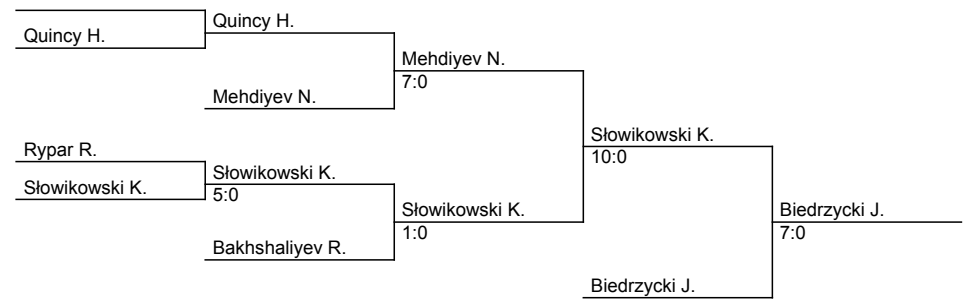 Quincy H.
Quincy H.
Mehdiyev N.
7:0
Mehdiyev N.
Słowikowski K.
10:0
Rypar R.
Słowikowski K.
Słowikowski K.
5:0
Słowikowski K.
1:0
Biedrzycki J.
7:0
Bakhshaliyev R.
Biedrzycki J.